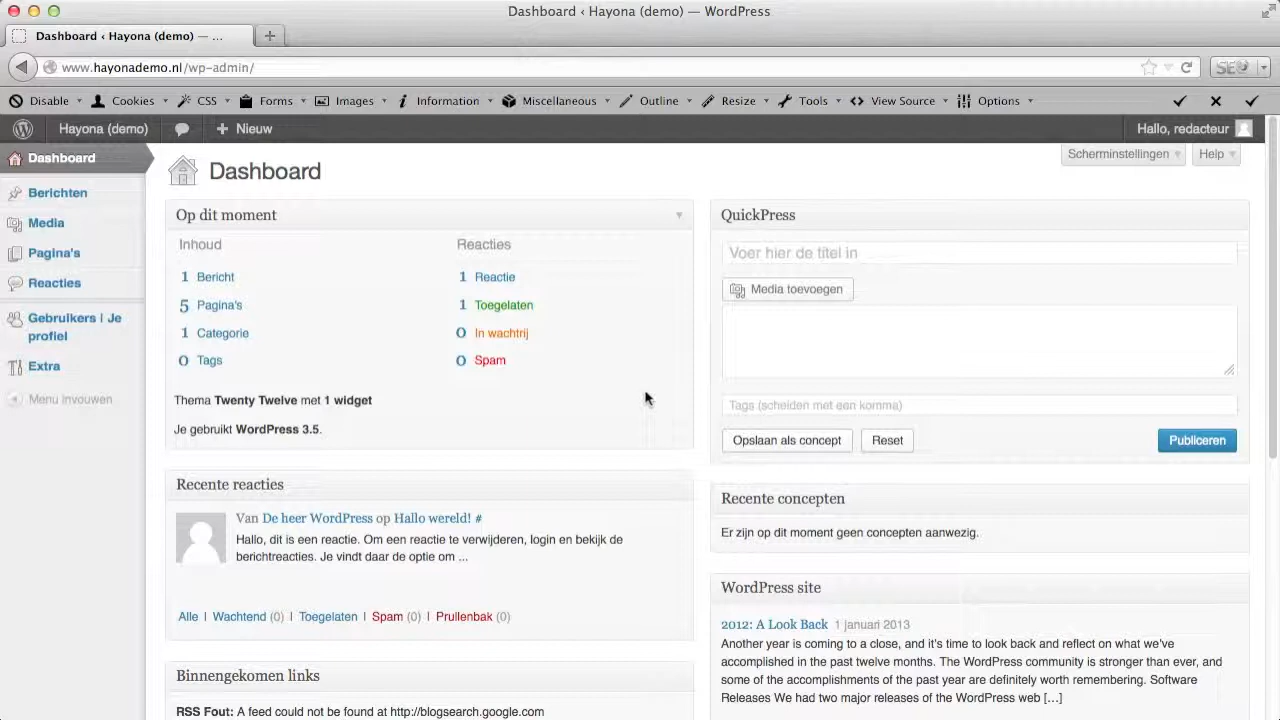 Dashboard ‹ Hayona (demo) — WordPress
Dashboard ‹ Hayona (demo) — ...
www.hayonademo.nl/wp-admin/
SEO
Disable Cookies CSS Forms Images Information Miscellaneous Outline Resize Tools View Source Options
Hayona (demo) Nieuw Hallo, redacteur
Dashboard
Berichten
Media
Pagina's
Reacties
Gebruikers | Je
profiel
Extra
Menu invouwen
Scherminstellingen Help
Dashboard
Op dit moment
Inhoud Reacties
1 Bericht 1 Reactie
5 Pagina's 1 Toegelaten
1 Categorie 0 In wachtrij
0 Tags 0 Spam
Thema Twenty Twelve met 1 widget
Je gebruikt WordPress 3.5.
Recente reacties
Van De heer WordPress op Hallo wereld! #
Hallo, dit is een reactie. Om een reactie te verwijderen, login en bekijk de
berichtreacties. Je vindt daar de optie om ...
Alle | Wachtend (0) | Toegelaten | Spam (0) | Prullenbak (0)
Binnengekomen links
RSS Fout: A feed could not be found at http://blogsearch.google.com
QuickPress
Voer hier de titel in
Media toevoegen
Tags (scheiden met een komma)
Opslaan als concept Reset Publiceren
Recente concepten
Er zijn op dit moment geen concepten aanwezig.
WordPress site
2012: A Look Back 1 januari 2013
Another year is coming to a close, and it's time to look back and reflect on what we've
accomplished in the past twelve months. The WordPress community is stronger than ever, and
some of the accomplishments of the past year are definitely worth remembering. Software
Releases We had two major releases of the WordPress web [...]